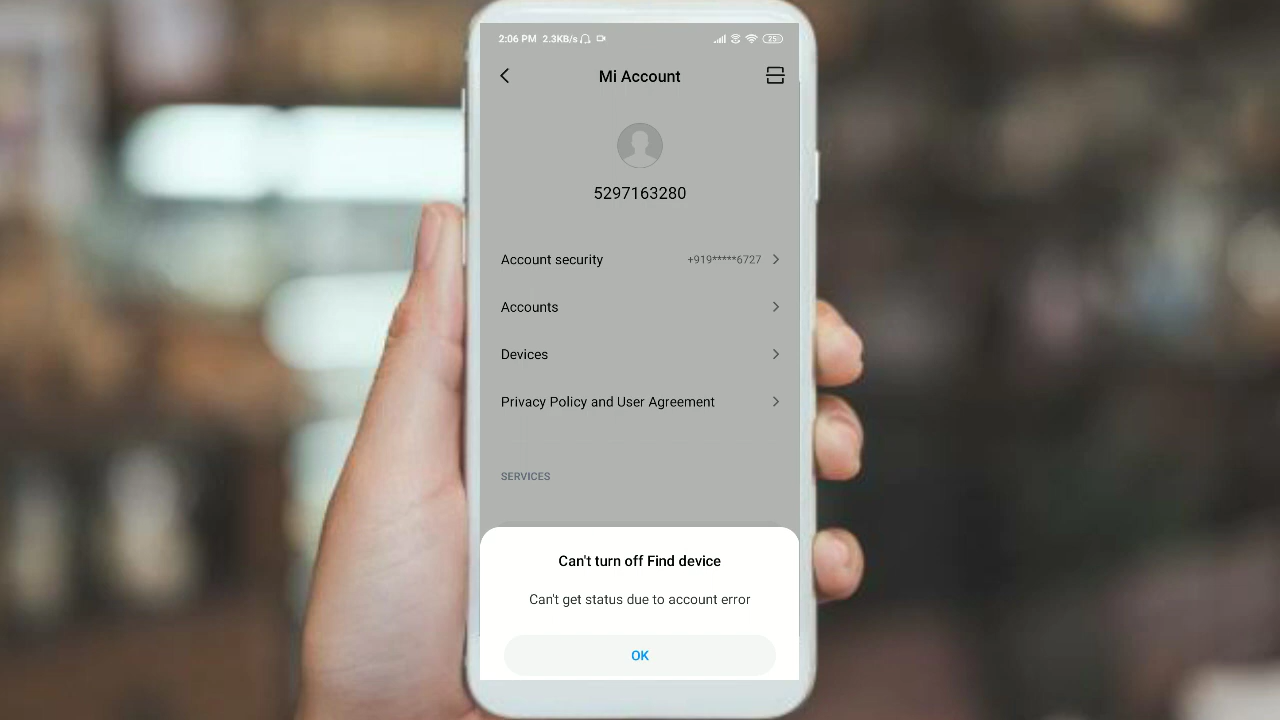 2:06 PM 2.3KB/s 25
Mi Account
5297163280
Account security +919*****6727
Accounts
Devices
Privacy Policy and User Agreement
SERVICES
Can't turn off Find device
Can't get status due to account error
OK